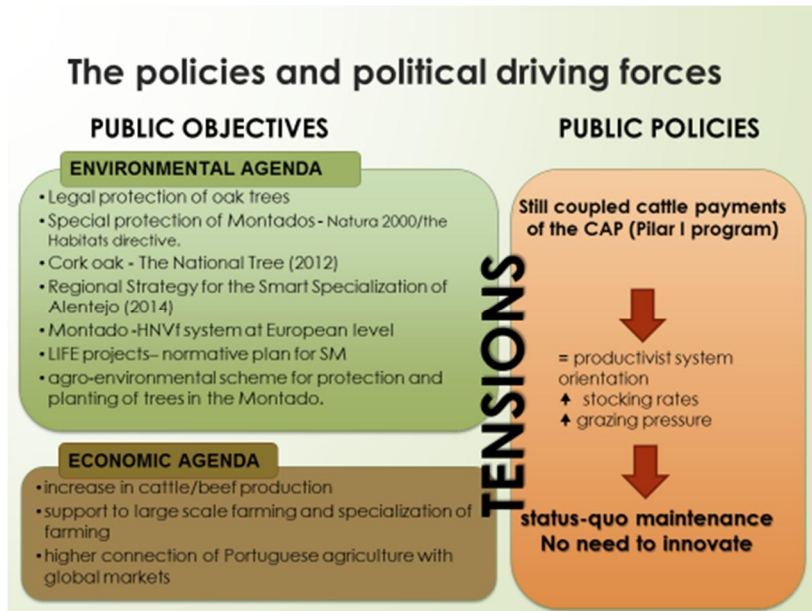 The policies and political driving forces
PUBLIC OBJECTIVES
ENVIRONMENTAL AGENDA
• Legal protection of oak trees
• Special protection of Montados - Natura 2000/the
Habitats directive.
• Cork oak - The National Tree (2012)
• Regional Strategy for the Smart Specialization of
Alentejo (2014)
• Montado -HNVf system at European level
• LIFE projects– normative plan for SM
• agro-environmental scheme for protection and
planting of trees in the Montado.
ECONOMIC AGENDA
• increase in cattle/beef production
• support to large scale farming and specialization of
farming
• higher connection of Portuguese agriculture with
global markets
TENSIONS
PUBLIC POLICIES
Still coupled cattle payments
of the CAP (Pilar I program)
= productivist system
orientation
↑ stocking rates
↑ grazing pressure
status-quo maintenance
No need to innovate